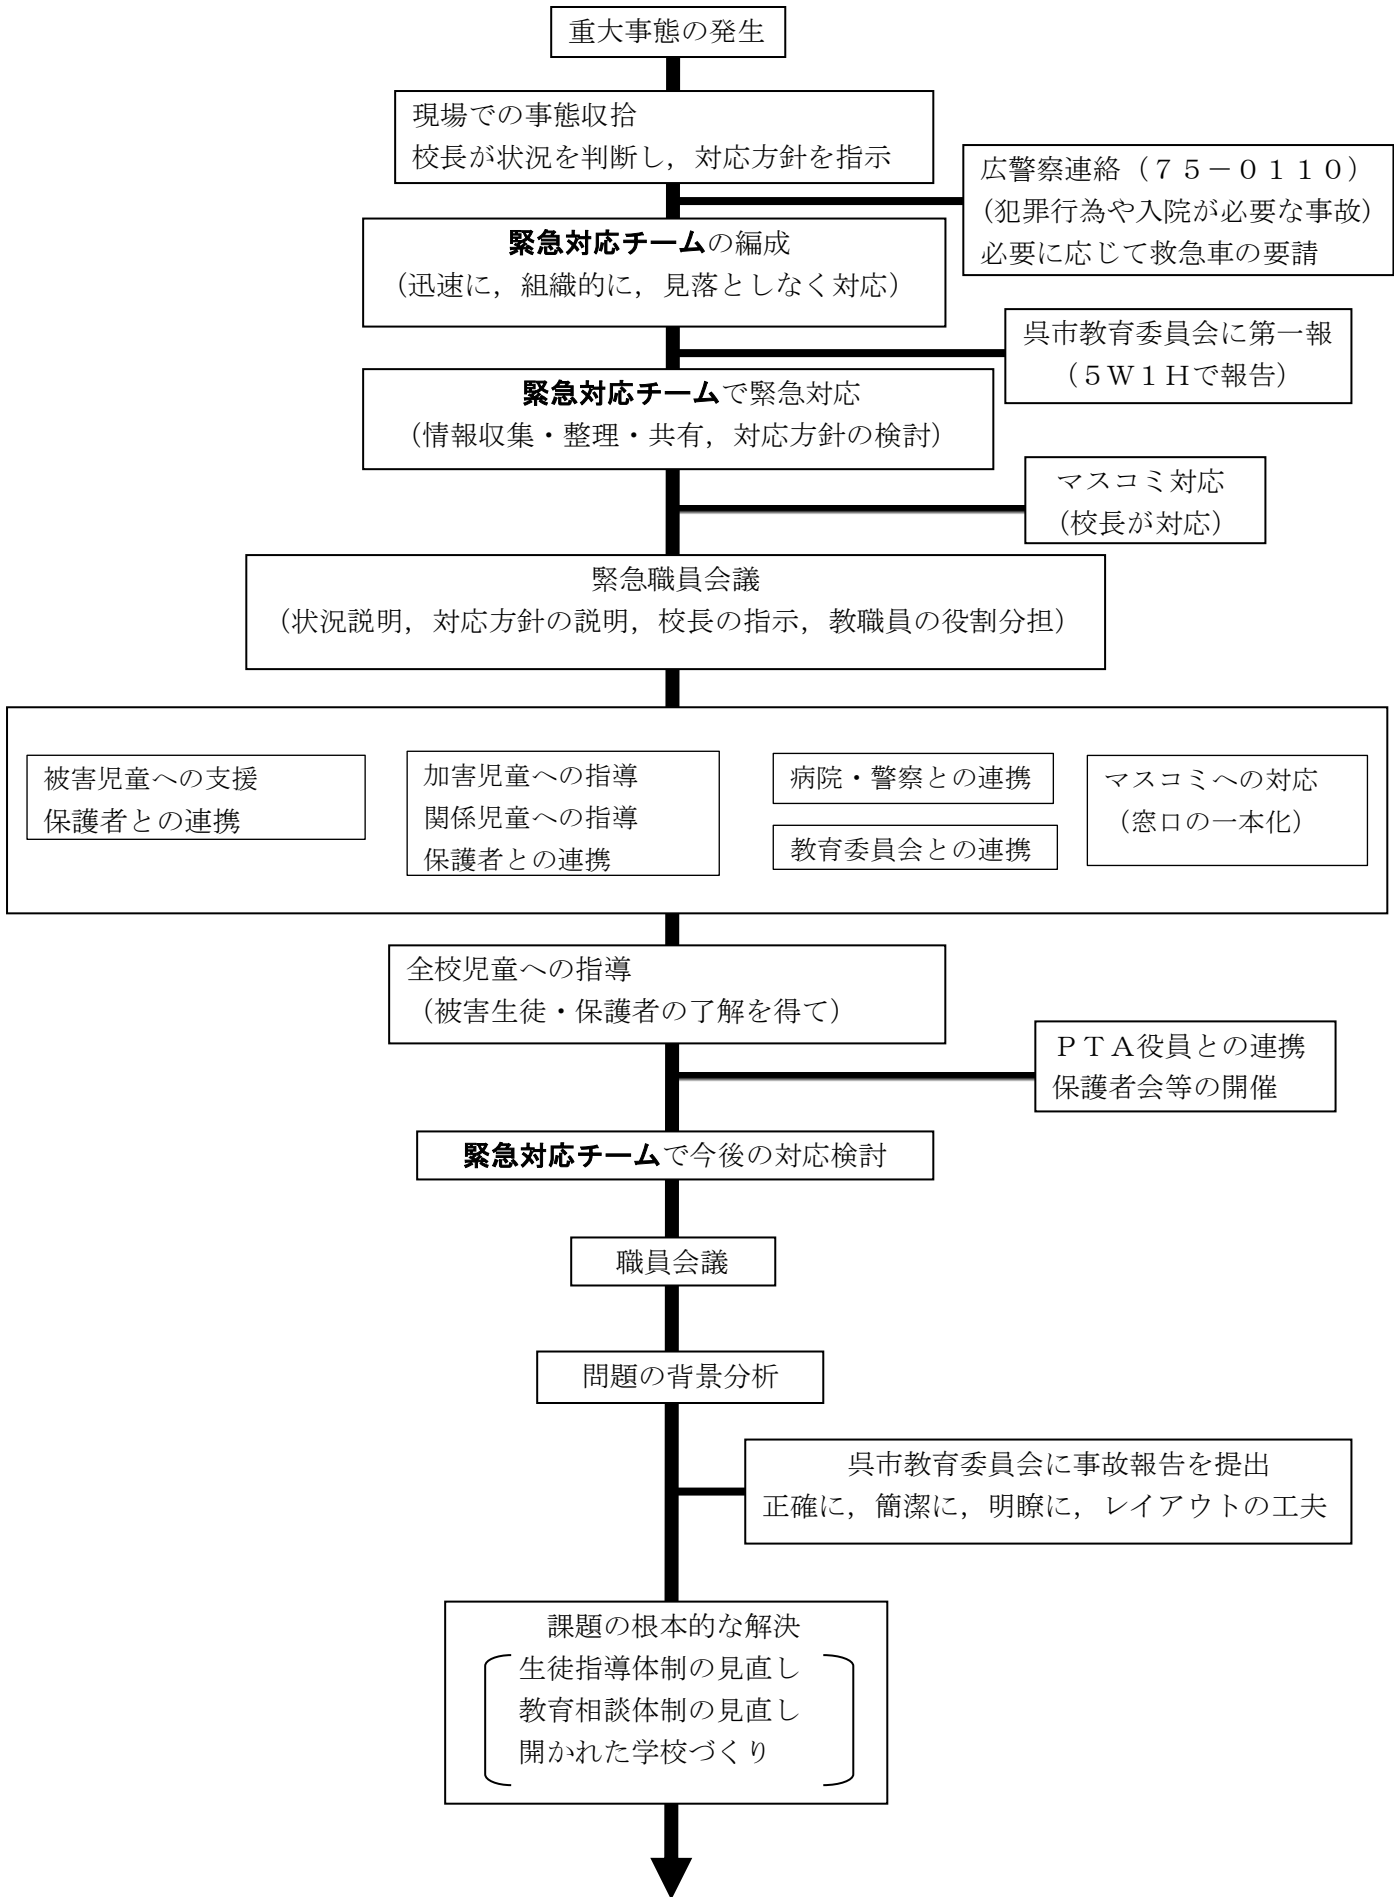 重大事態の発生
現場での事態収拾
校長が状況を判断し，対応方針を指示
広警察連絡（７５－０１１０）
（犯罪行為や入院が必要な事故）
必要に応じて救急車の要請
緊急対応チームの編成
（迅速に，組織的に，見落としなく対応）
呉市教育委員会に第一報
（５Ｗ１Ｈで報告）
緊急対応チームで緊急対応
（情報収集・整理・共有，対応方針の検討）
マスコミ対応
（校長が対応）
緊急職員会議
（状況説明，対応方針の説明，校長の指示，教職員の役割分担）
被害児童への支援
保護者との連携
加害児童への指導
関係児童への指導
保護者との連携
病院・警察との連携
教育委員会との連携
マスコミへの対応
（窓口の一本化）
全校児童への指導
（被害生徒・保護者の了解を得て）
ＰＴＡ役員との連携
保護者会等の開催
緊急対応チームで今後の対応検討
職員会議
問題の背景分析
呉市教育委員会に事故報告を提出
正確に，簡潔に，明瞭に，レイアウトの工夫
課題の根本的な解決
生徒指導体制の見直し
教育相談体制の見直し
開かれた学校づくり